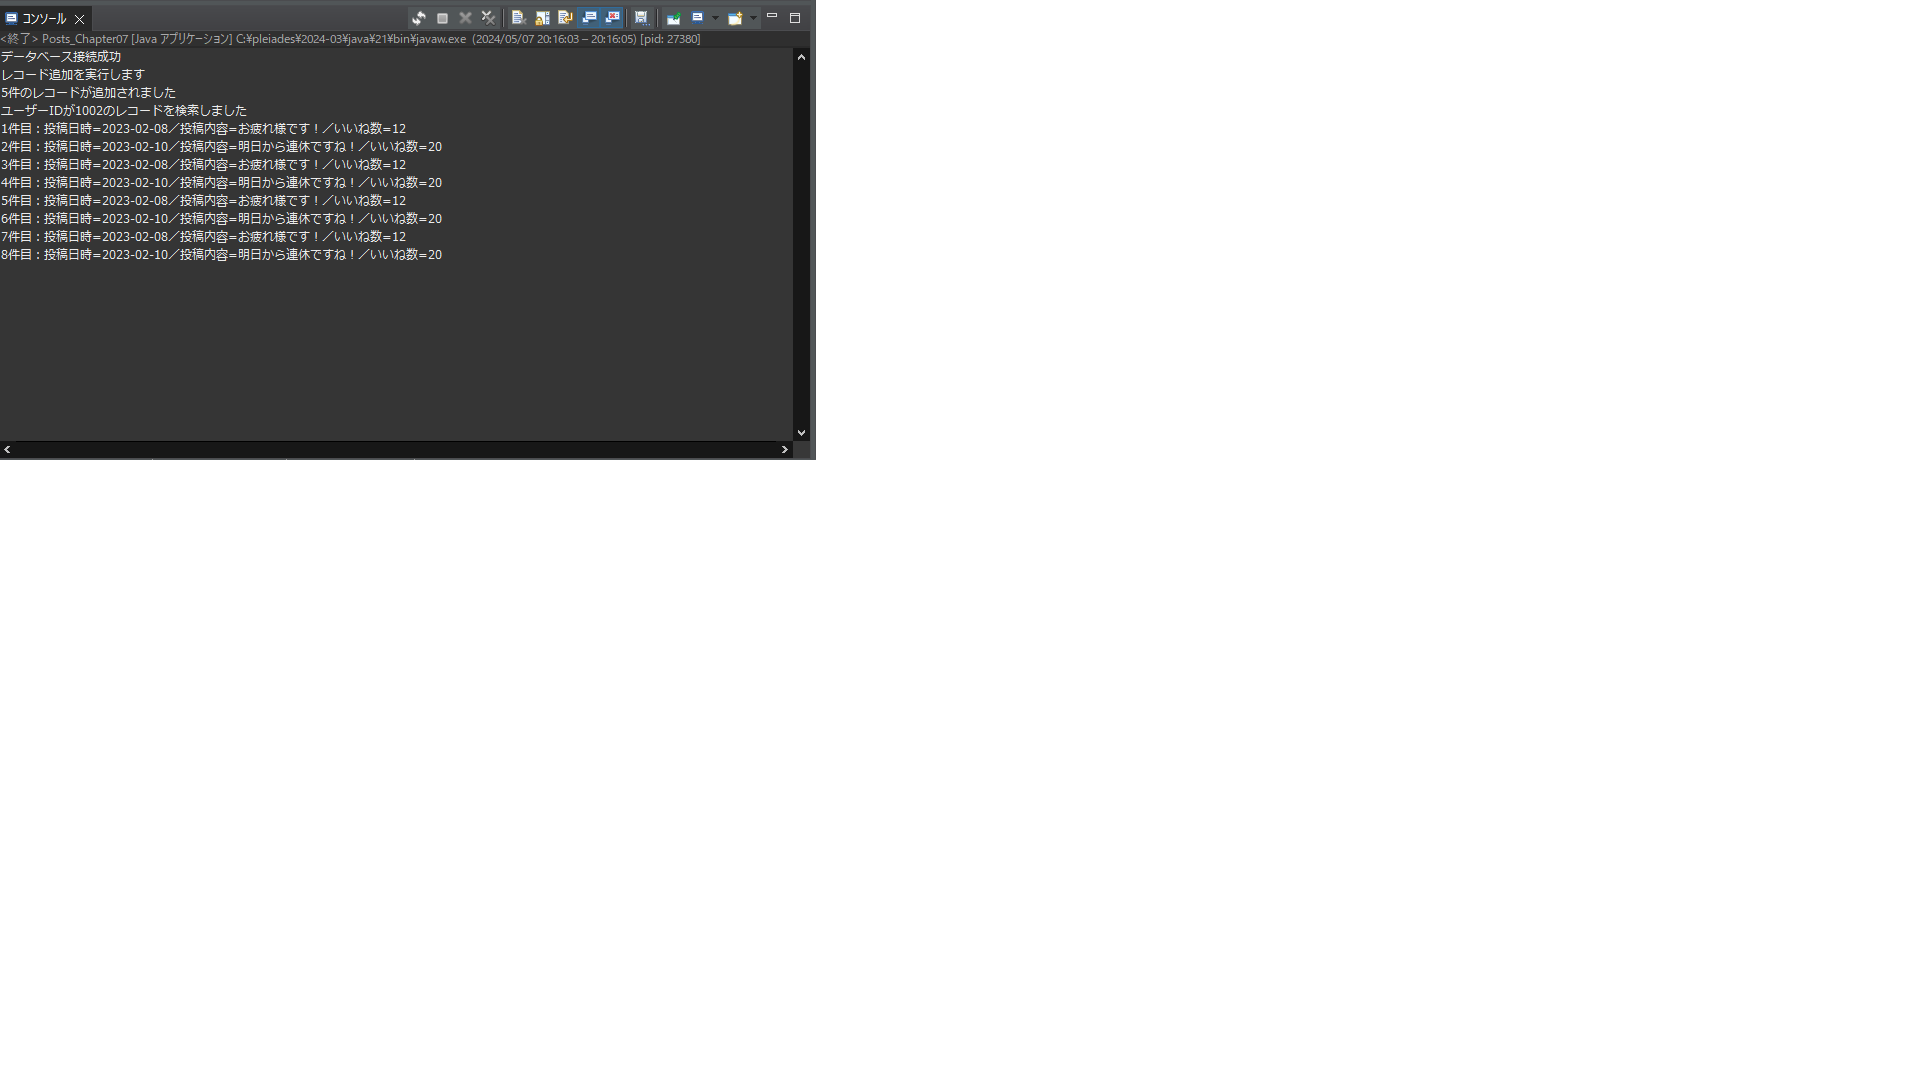 コンソール
<終了> Posts_Chapter07 [Java アプリケーション] C:¥pleiades¥2024-03¥java¥21¥bin¥javaw.exe (2024/05/07 20:16:03 – 20:16:05) [pid: 27380]
データベース接続成功
レコード追加を実行します
5件のレコードが追加されました
ユーザーIDが1002のレコードを検索しました
1件目：投稿日時=2023-02-08／投稿内容=お疲れ様です！／いいね数=12
2件目：投稿日時=2023-02-10／投稿内容=明日から連休ですね！／いいね数=20
3件目：投稿日時=2023-02-08／投稿内容=お疲れ様です！／いいね数=12
4件目：投稿日時=2023-02-10／投稿内容=明日から連休ですね！／いいね数=20
5件目：投稿日時=2023-02-08／投稿内容=お疲れ様です！／いいね数=12
6件目：投稿日時=2023-02-10／投稿内容=明日から連休ですね！／いいね数=20
7件目：投稿日時=2023-02-08／投稿内容=お疲れ様です！／いいね数=12
8件目：投稿日時=2023-02-10／投稿内容=明日から連休ですね！／いいね数=20